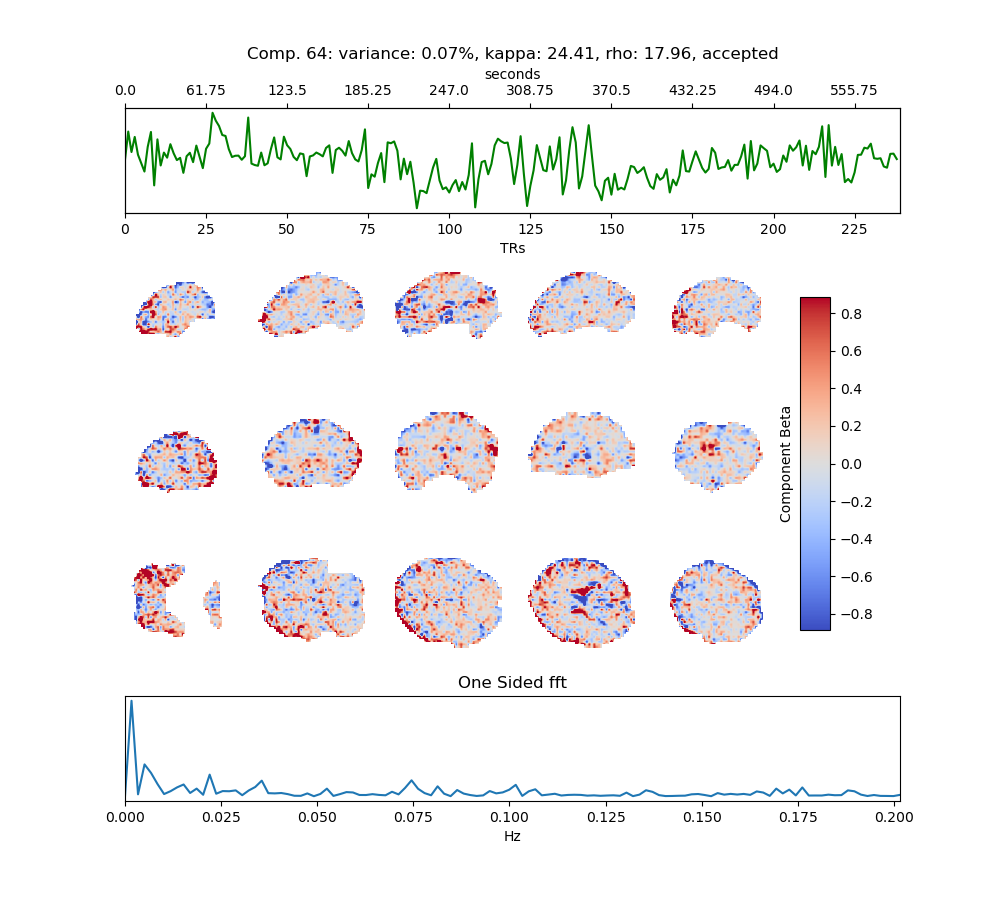 Comp. 64: variance: 0.07%, kappa: 24.41, rho: 17.96, accepted
seconds
0.0 61.75 123.5 185.25 247.0 308.75 370.5 432.25 494.0 555.75
0 25 50 75 100 125 150 175 200 225
TRs
Component Beta
0.8
0.6
0.4
0.2
0.0
−0.2
−0.4
−0.6
−0.8
One Sided fft
0.000 0.025 0.050 0.075 0.100 0.125 0.150 0.175 0.200
Hz